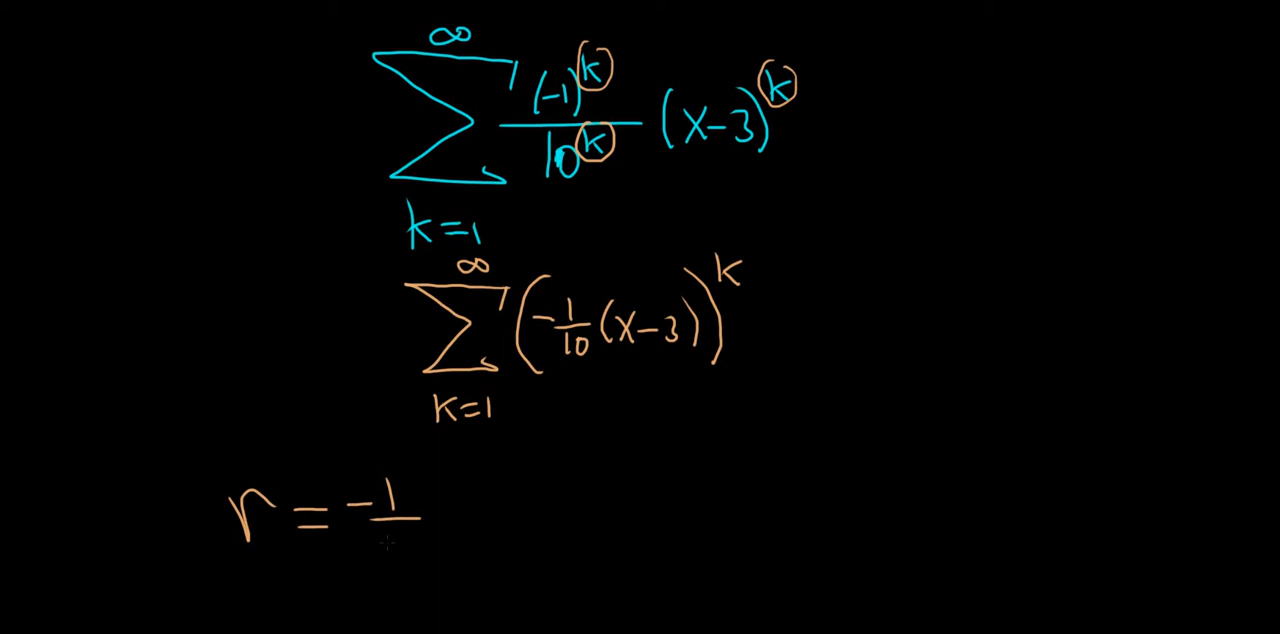 ∞
∑ (-1)^k / 10^k (x-3)^k
k=1
∞
∑ (-1/10 (x-3))^k
k=1
r = -1/